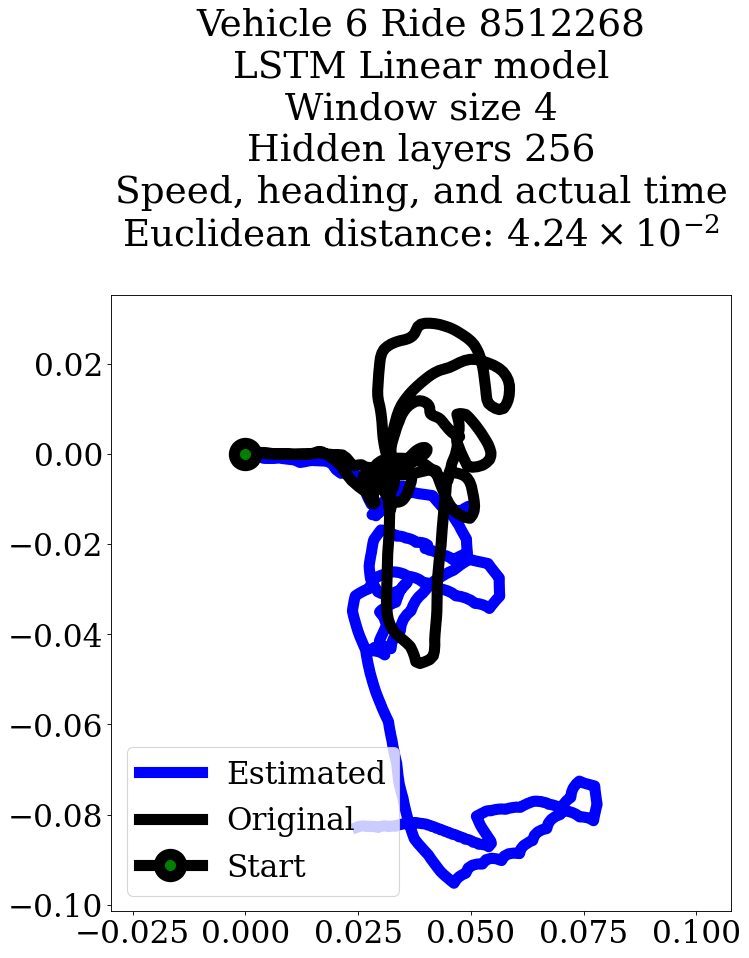 Vehicle 6 Ride 8512268
LSTM Linear model
Window size 4
Hidden layers 256
Speed, heading, and actual time
Euclidean distance: 4.24 × 10⁻²
0.02
0.00
−0.02
−0.04
−0.06
−0.08
−0.10
Estimated
Original
Start
−0.025 0.000 0.025 0.050 0.075 0.100